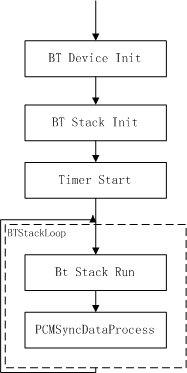 BT Device Init
BT Stack Init
Timer Start
BTStackLoop
Bt Stack Run
PCMSyncDataProcess